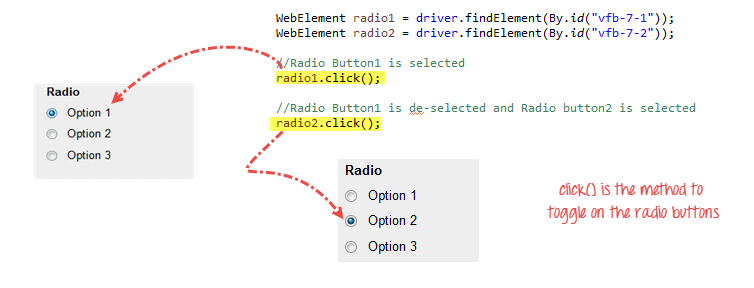 WebElement radio1 = driver.findElement(By.id("vfb-7-1"));
WebElement radio2 = driver.findElement(By.id("vfb-7-2"));
//Radio Button1 is selected
radio1.click();
//Radio Button1 is de-selected and Radio button2 is selected
radio2.click();
Radio
Option 1
Option 2
Option 3
Radio
Option 1
Option 2
Option 3
click() is the method to
toggle on the radio buttons